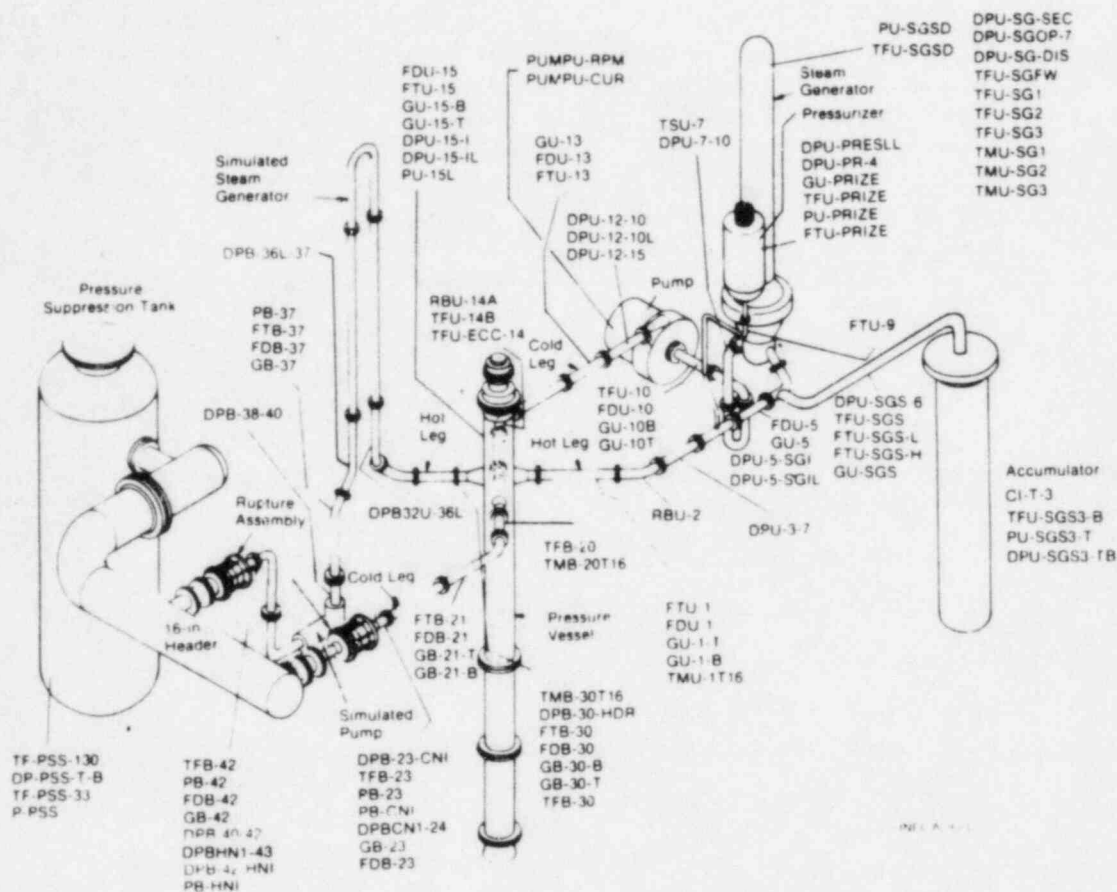 PU-SGSD
TFU-SGSD
DPU-SG-SEC
DPU-SGOP-7
DPU-SG-DIS
TFU-SGFW
TFU-SG1
TFU-SG2
TFU-SG3
TMU-SG1
TMU-SG2
TMU-SG3
Steam
Generator
Pressurizer
DPU-PRESLL
DPU-PR-4
GU-PRIZE
TFU-PRIZE
PU-PRIZE
FTU-PRIZE
PUMPU-RPM
PUMPU-CUR
FDU-15
FTU-15
GU-15-B
GU-15-T
DPU-15-I
DPU-15-IL
PU-15L
TSU-7
DPU-7-10
GU-13
FDU-13
FTU-13
Simulated
Steam
Generator
DPU-12-10
DPU-12-10L
DPU-12-15
Pump
DPB-36L-37
Pressure
Suppression Tank
PB-37
FTB-37
FDB-37
GB-37
RBU-14A
TFU-14B
TFU-ECC-14
Cold
Leg
FTU-9
DPB-38-40
Hot
Leg
Hot Leg
TFU-10
FDU-10
GU-10B
GU-10T
FDU-5
GU-5
DPU-5-SGI
DPU-5-SGIL
DPU-SGS 6
TFU-SGS
FTU-SGS-L
FTU-SGS-H
GU-SGS
Accumulator
CI-T-3
TFU-SGS3-B
PU-SGS3-T
DPU-SGS3-TB
Rupture
Assembly
DPB32U-36L
RBU-2
DPU-3-7
TFB-20
TMB-20T16
Cold Leg
16-in
Header
FTB-21
FDB-21
GB-21-T
GB-21-B
Pressure
Vessel
FTU-1
FDU-1
GU-1-T
GU-1-B
TMU-1T16
Simulated
Pump
TMB-30T16
DPB-30-HDR
FTB-30
FDB-30
GB-30-B
GB-30-T
TFB-30
TF-PSS-130
DP-PSS-T-B
TF-PSS-33
P-PSS
TFB-42
PB-42
FDB-42
GB-42
DPB-40-42
DPBHN1-43
DPB-42-HNI
PB-HNI
DPB-23-CNI
TFB-23
PB-23
PB-CNI
DPBCN1-24
GB-23
FDB-23